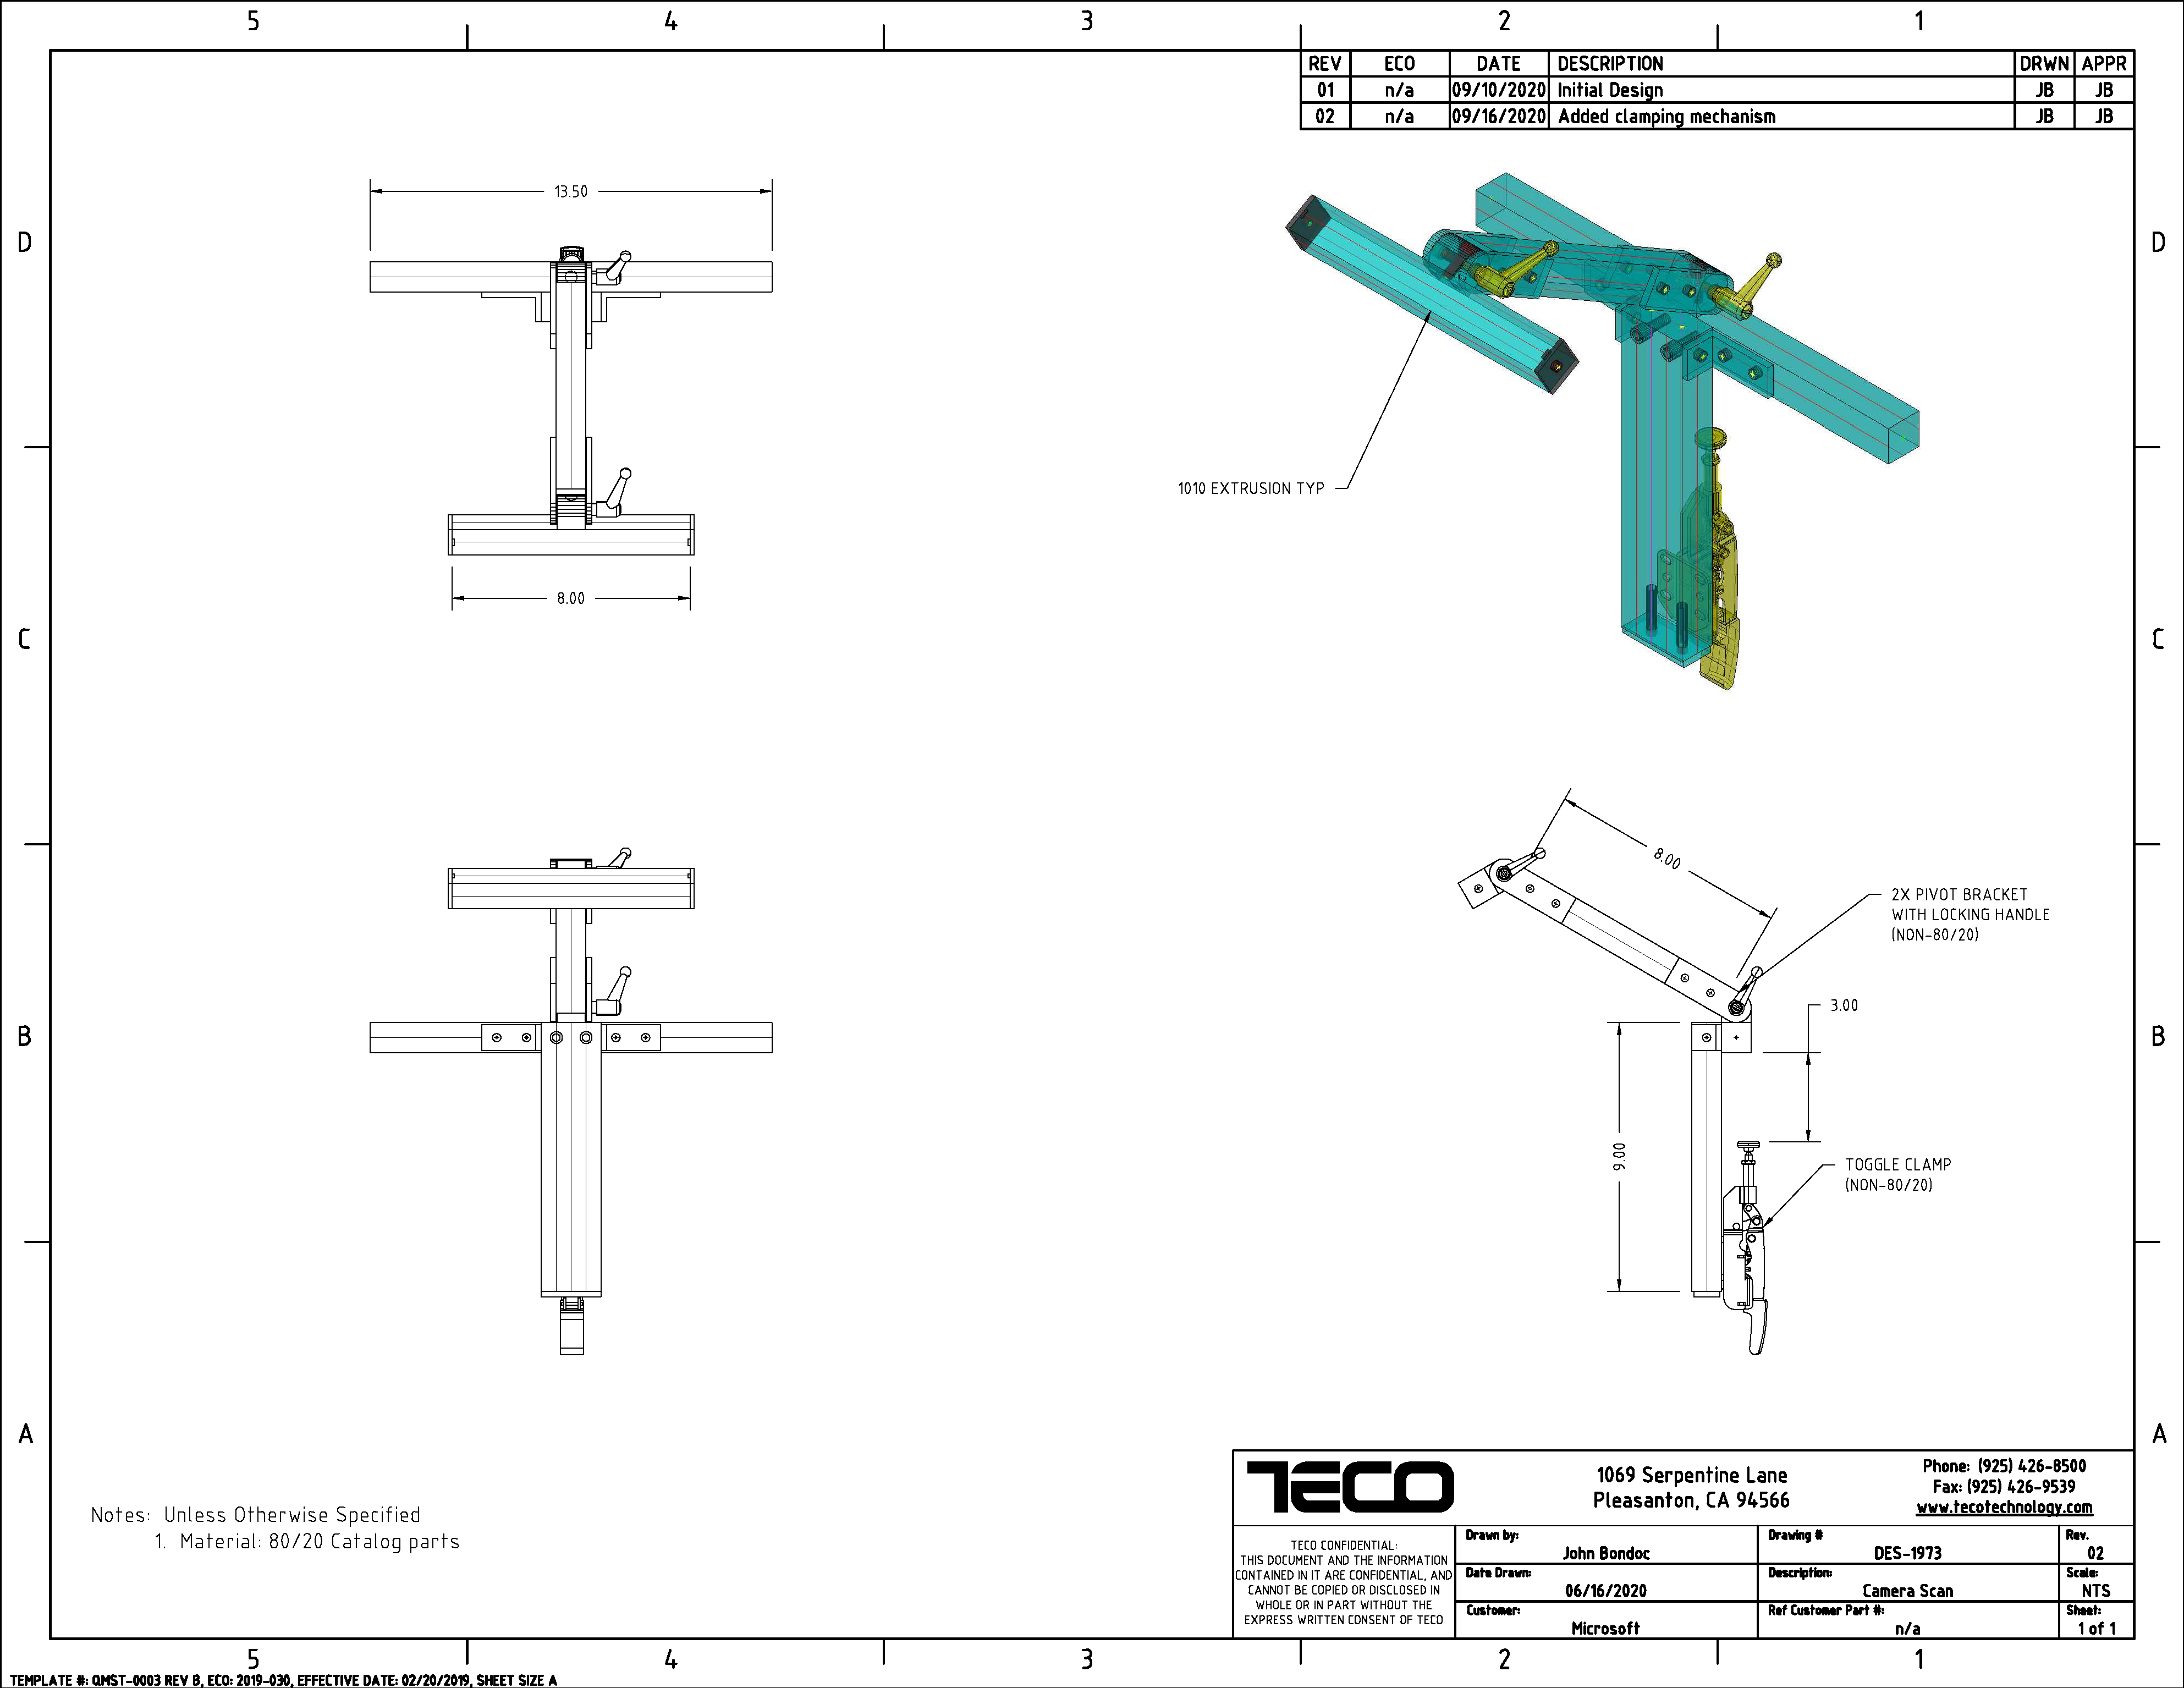 5 4 3 2 1
REV ECO DATE DESCRIPTION DRWN APPR
01 n/a 09/10/2020 Initial Design JB JB
02 n/a 09/16/2020 Added clamping mechanism JB JB
D D
13.50
1010 EXTRUSION TYP
8.00
C C
8.00
2X PIVOT BRACKET
WITH LOCKING HANDLE
(NON-80/20)
3.00
B B
9.00
TOGGLE CLAMP
(NON-80/20)
A A
Notes: Unless Otherwise Specified
1. Material: 80/20 Catalog parts
TECO
1069 Serpentine Lane
Pleasanton, CA 94566
Phone: (925) 426-8500
Fax: (925) 426-9539
www.tecotechnology.com
TECO CONFIDENTIAL:
THIS DOCUMENT AND THE INFORMATION
CONTAINED IN IT ARE CONFIDENTIAL, AND
CANNOT BE COPIED OR DISCLOSED IN
WHOLE OR IN PART WITHOUT THE
EXPRESS WRITTEN CONSENT OF TECO
Drawn by:
John Bondoc
Drawing #
DES-1973
Rev.
02
Date Drawn:
06/16/2020
Description:
Camera Scan
Scale:
NTS
Customer:
Microsoft
Ref Customer Part #:
n/a
Sheet:
1 of 1
5 4 3 2 1
TEMPLATE #: QMST-0003 REV B, ECO: 2019-030, EFFECTIVE DATE: 02/20/2019, SHEET SIZE A